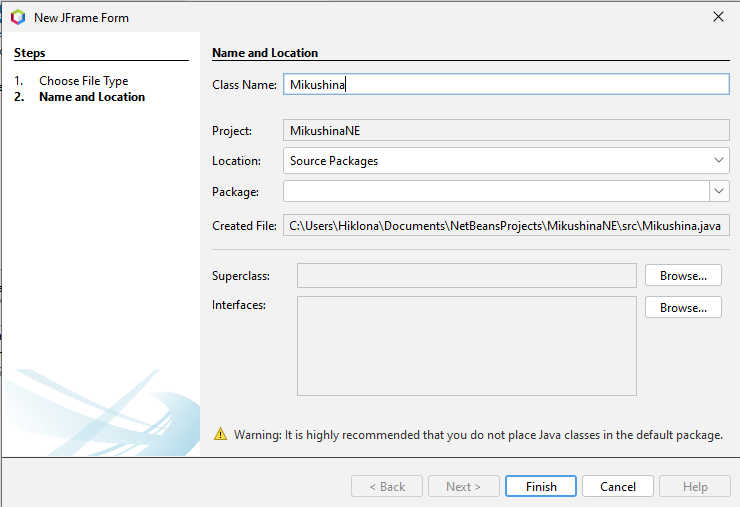 New JFrame Form
Steps
1. Choose File Type
2. Name and Location
Name and Location
Class Name: Mikushina
Project: MikushinaNE
Location: Source Packages
Package:
Created File: C:\Users\Hiklona\Documents\NetBeansProjects\MikushinaNE\src\Mikushina.java
Superclass: Browse...
Interfaces: Browse...
Warning: It is highly recommended that you do not place Java classes in the default package.
< Back Next > Finish Cancel Help